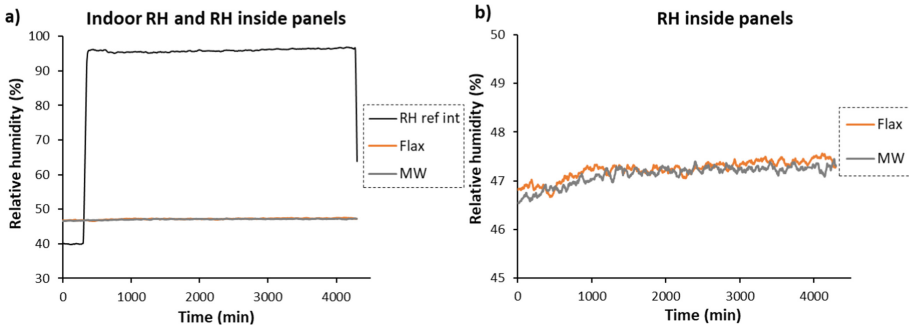 a)
Indoor RH and RH inside panels
Relative humidity (%)
100
90
80
70
60
50
40
30
0
1000
2000
3000
4000
Time (min)
RH ref int
Flax
MW
b)
RH inside panels
Relative humidity (%)
50
49
48
47
46
45
0
1000
2000
3000
4000
Time (min)
Flax
MW